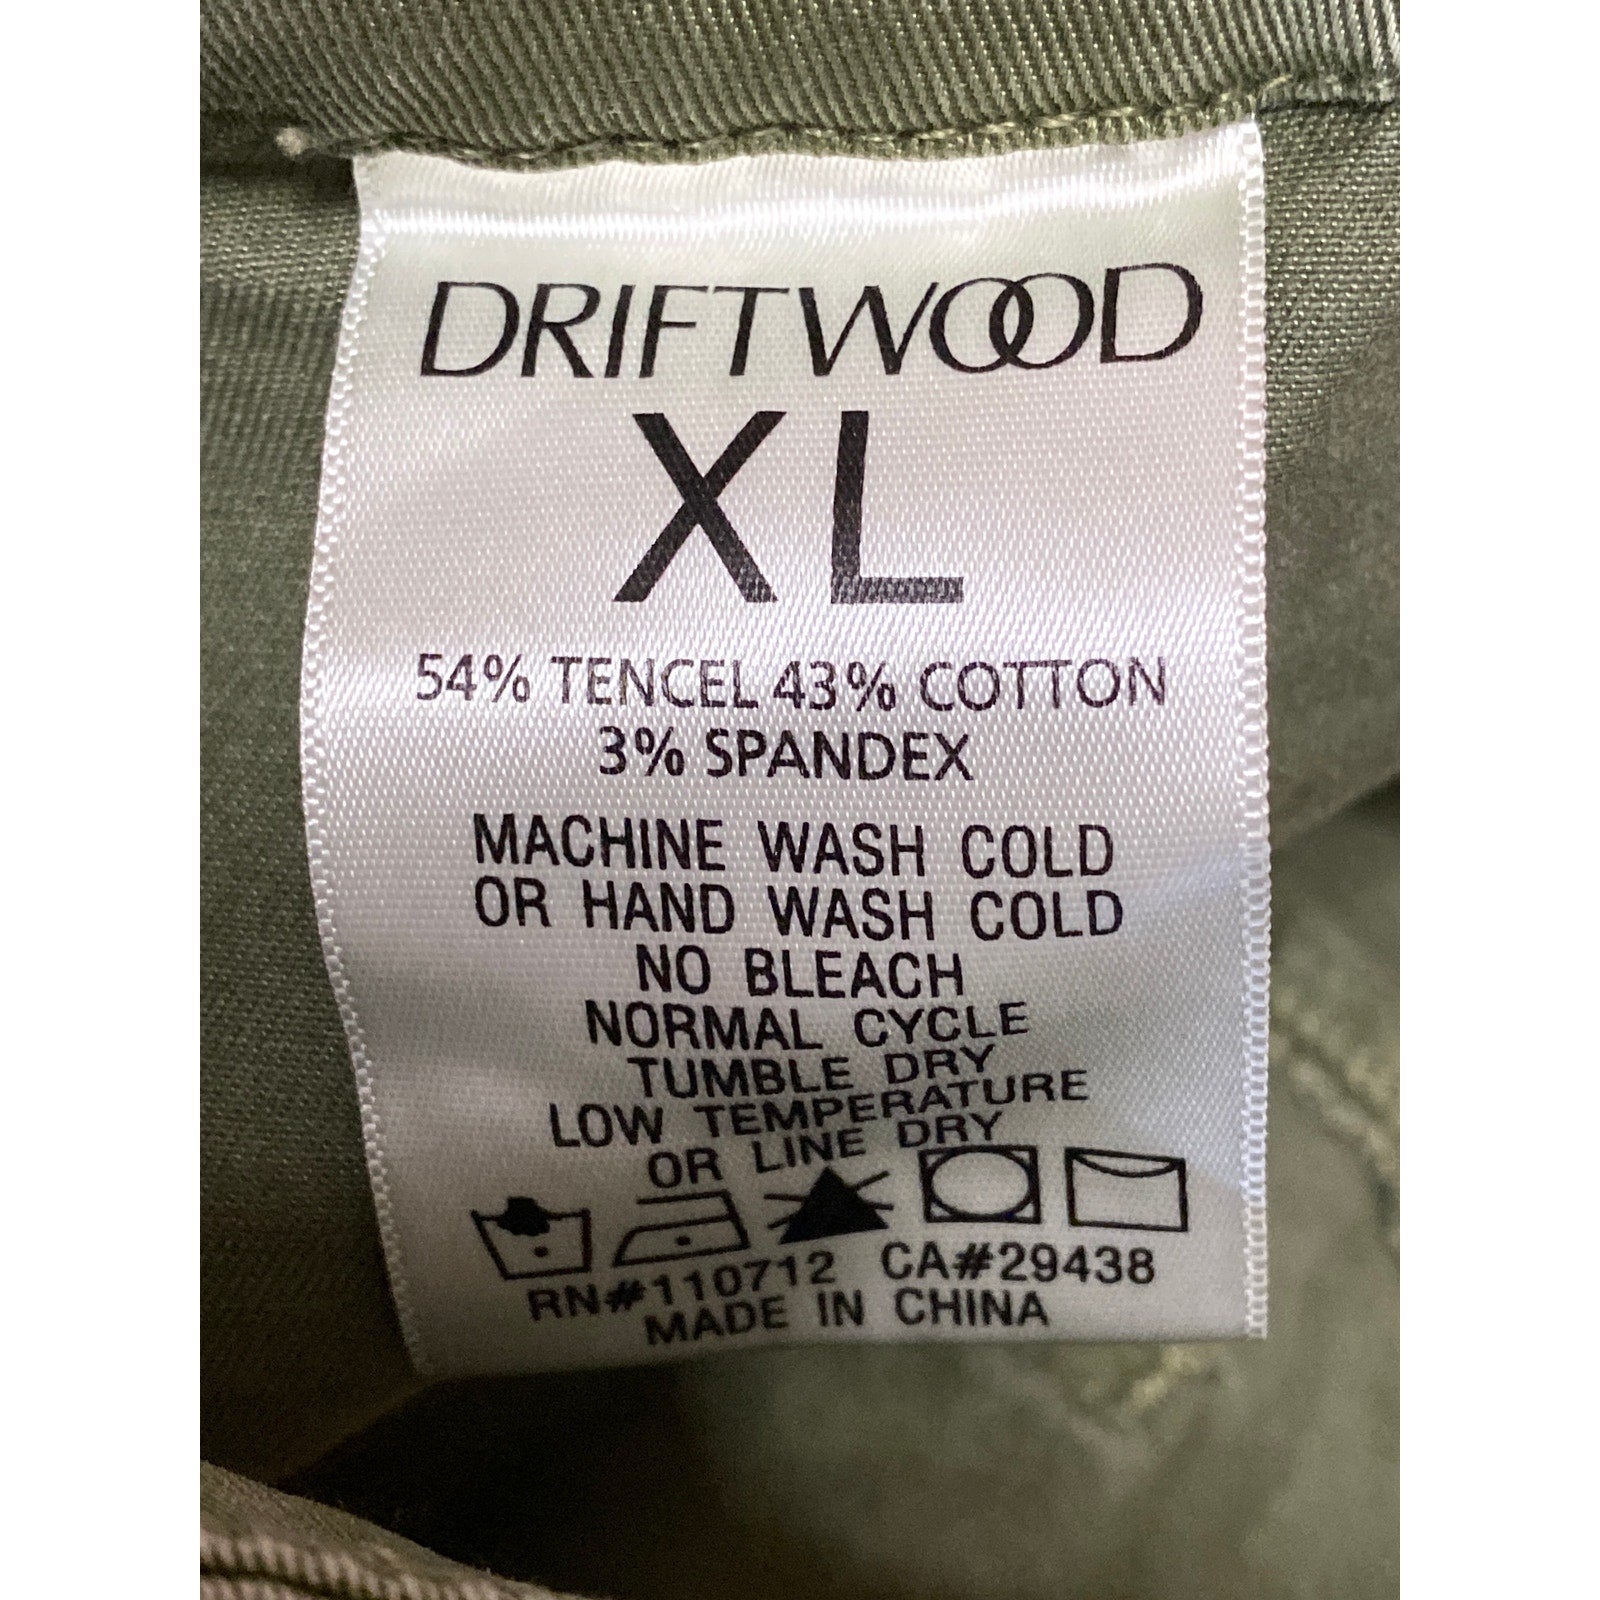 DRIFTWOOD
XL
54% TENCEL 43% COTTON
3% SPANDEX
MACHINE WASH COLD
OR HAND WASH COLD
NO BLEACH
NORMAL CYCLE
TUMBLE DRY
LOW TEMPERATURE
OR LINE DRY
RN#110712 CA#29438
MADE IN CHINA